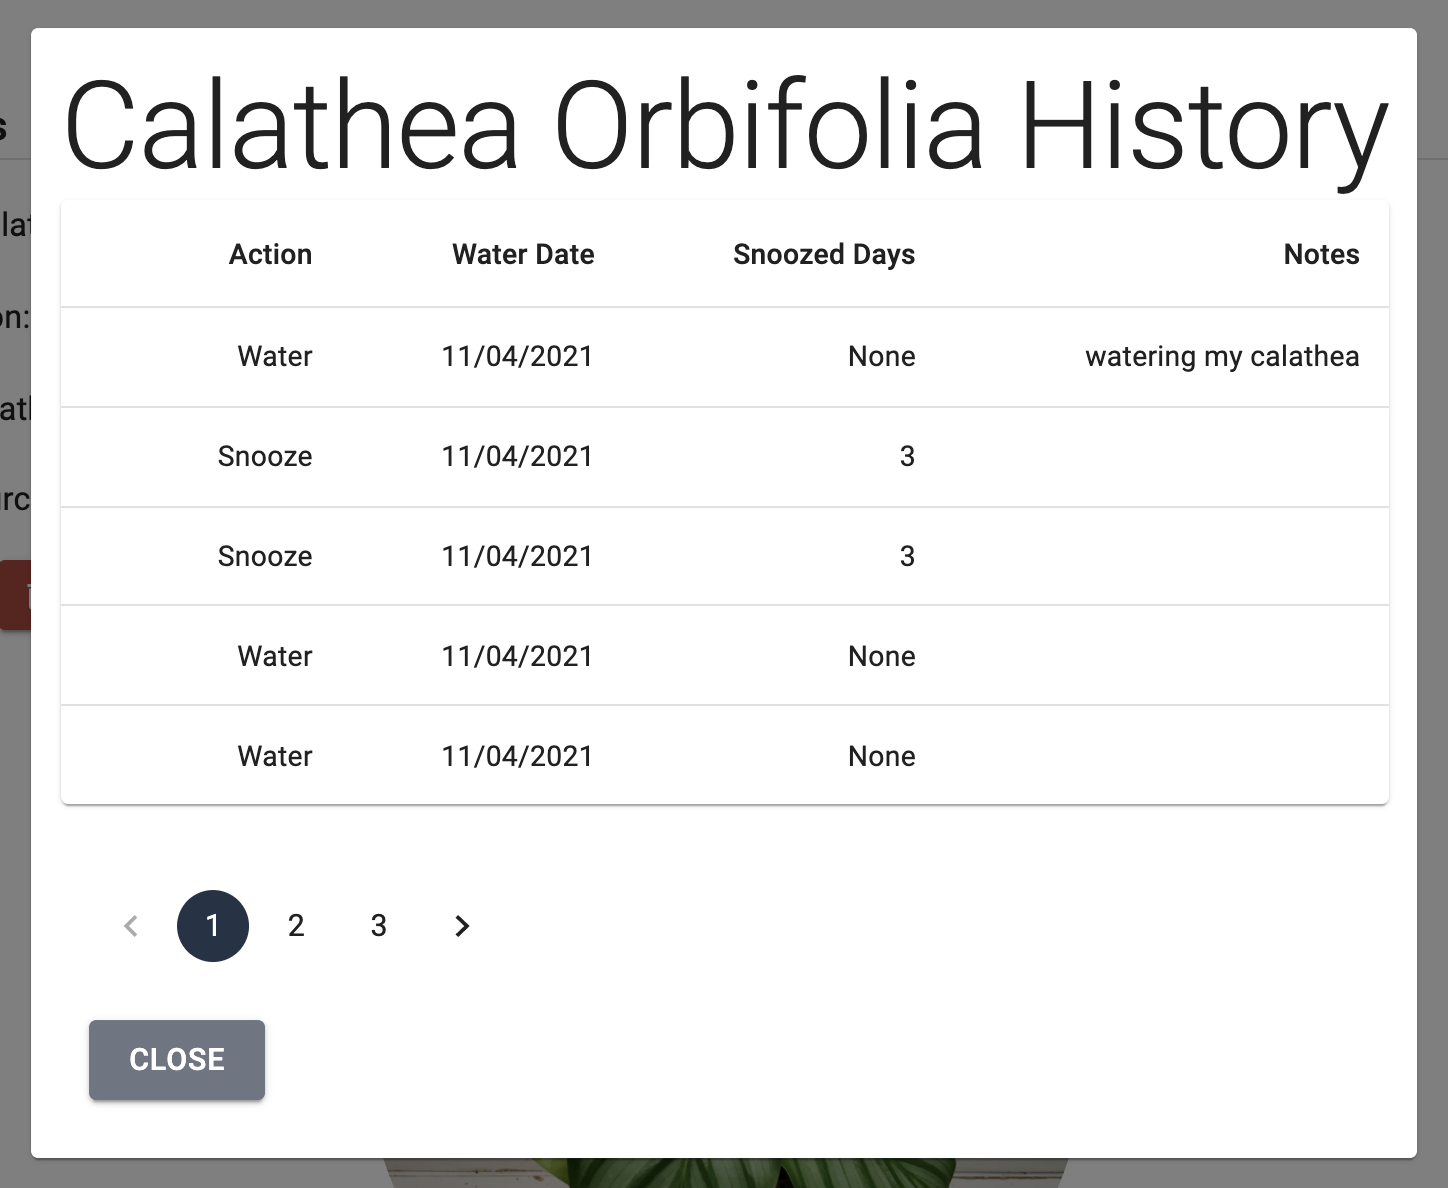 Calathea Orbifolia History
Action Water Date Snoozed Days Notes
Water 11/04/2021 None watering my calathea
Snooze 11/04/2021 3
Snooze 11/04/2021 3
Water 11/04/2021 None
Water 11/04/2021 None
1 2 3
CLOSE